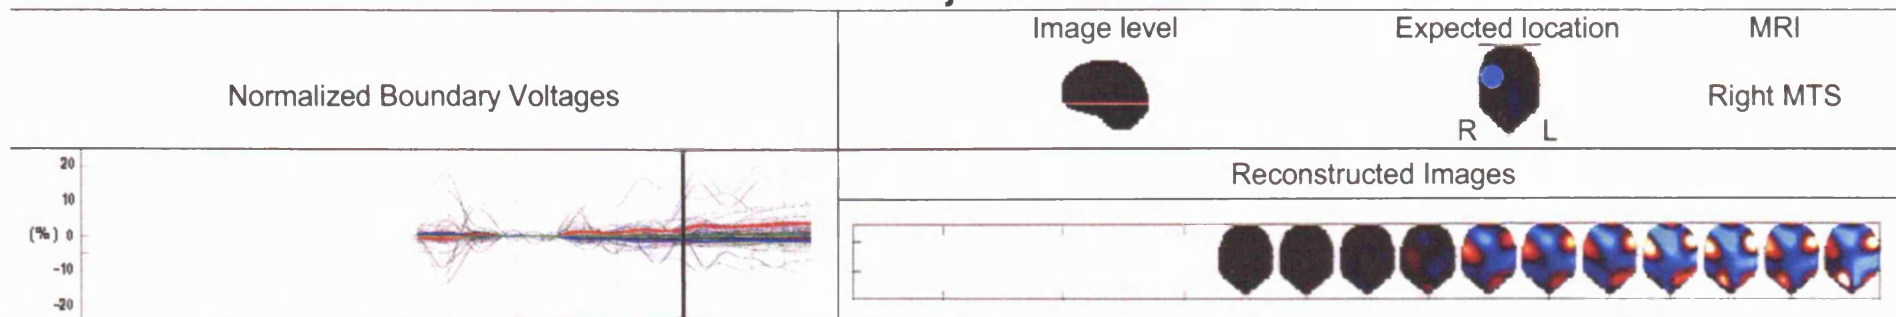 Image level
Expected location
MRI
Normalized Boundary Voltages
Right MTS
R
L
Reconstructed Images
20
10
(%) 0
-10
-20